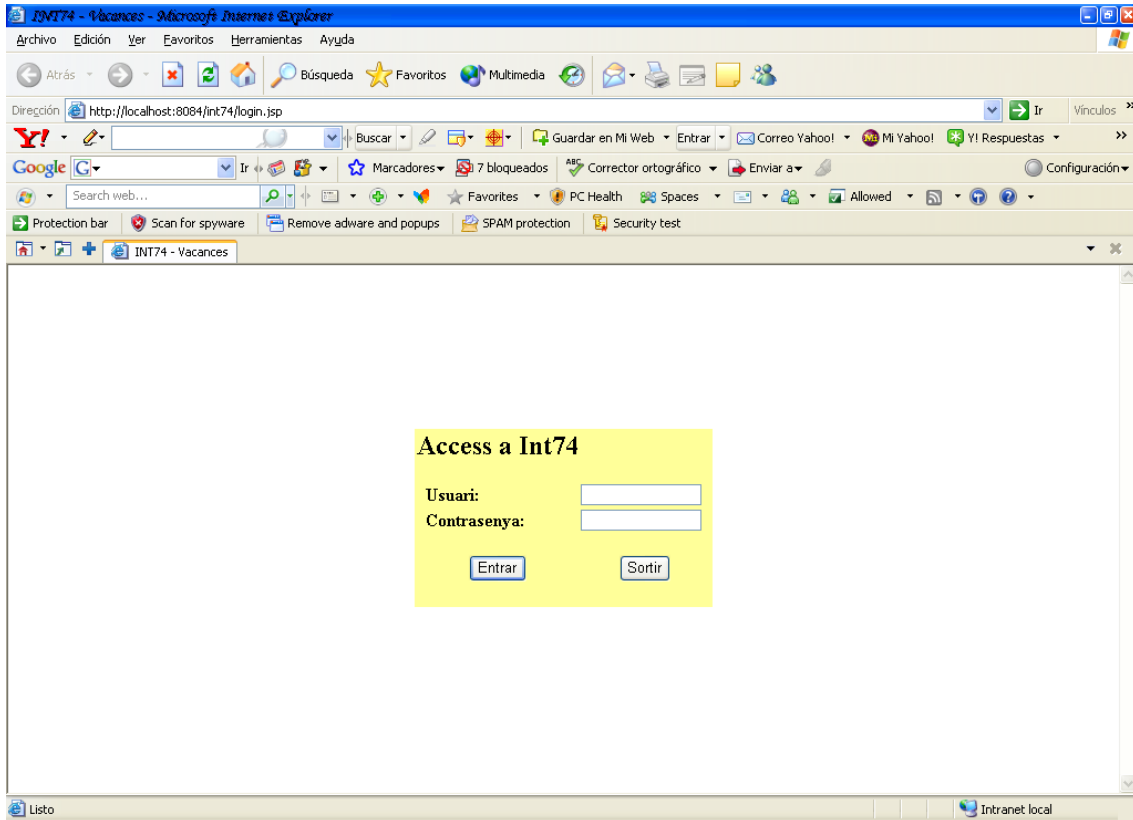 INT74 - Vacances - Microsoft Internet Explorer
Archivo Edición Ver Favoritos Herramientas Ayuda
Atrás Búsqueda Favoritos Multimedia
Dirección http://localhost:8084/int74/login.jsp Ir Vínculos »
Y! Buscar Guardar en Mi Web Entrar Correo Yahoo! Mi Yahoo! Y! Respuestas »
Google G Ir Marcadores 7 bloqueados ABC Corrector ortográfico Enviar a Configuración
Search web... Favorites PC Health Spaces Allowed
Protection bar Scan for spyware Remove adware and popups SPAM protection Security test
INT74 - Vacances
Access a Int74
Usuari:
Contrasenya:
Entrar Sortir
Listo Intranet local